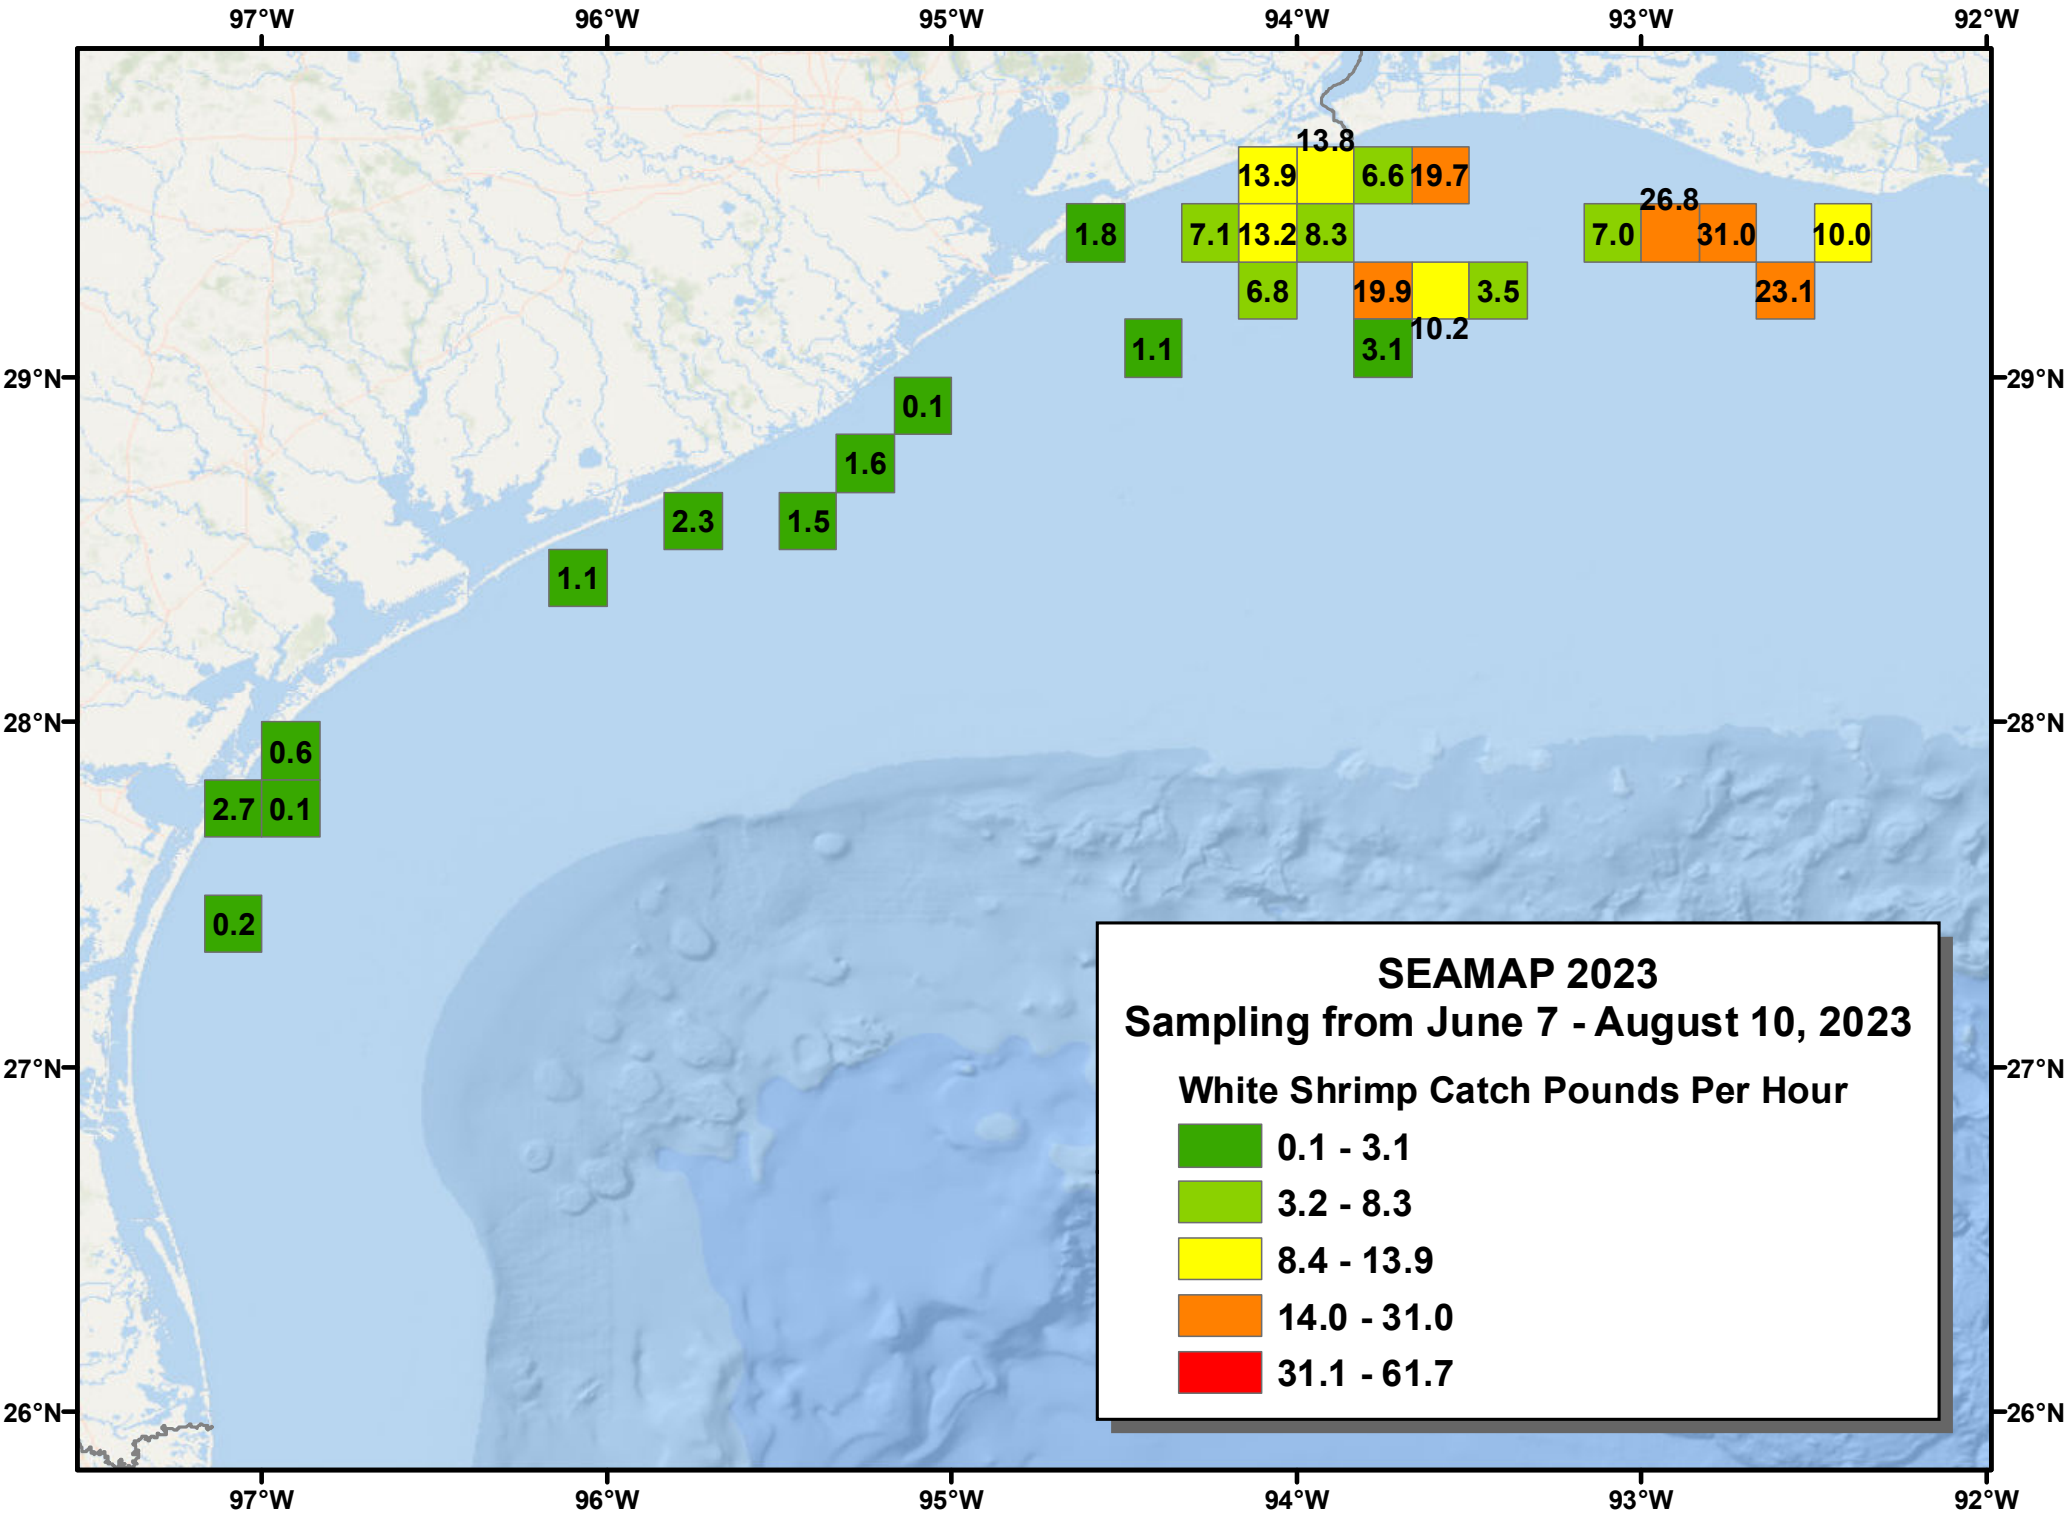 97°W 96°W 95°W 94°W 93°W 92°W
13.8
13.9 6.6 19.7
26.8
1.8 7.1 13.2 8.3 7.0 31.0 10.0
6.8 19.9 3.5 23.1
10.2
1.1 3.1
29°N 29°N
0.1
1.6
2.3 1.5
1.1
28°N 28°N
0.6
2.7 0.1
0.2
SEAMAP 2023
Sampling from June 7 - August 10, 2023
27°N 27°N
White Shrimp Catch Pounds Per Hour
0.1 - 3.1
3.2 - 8.3
8.4 - 13.9
14.0 - 31.0
31.1 - 61.7
26°N 26°N
97°W 96°W 95°W 94°W 93°W 92°W